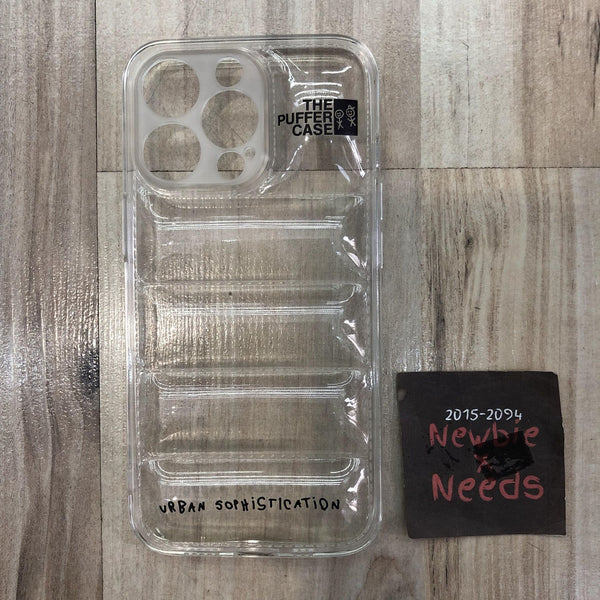 THE
PUFFER
CASE
URBAN SOPHISTICATION
2015-2094
Newbie
x
Needs